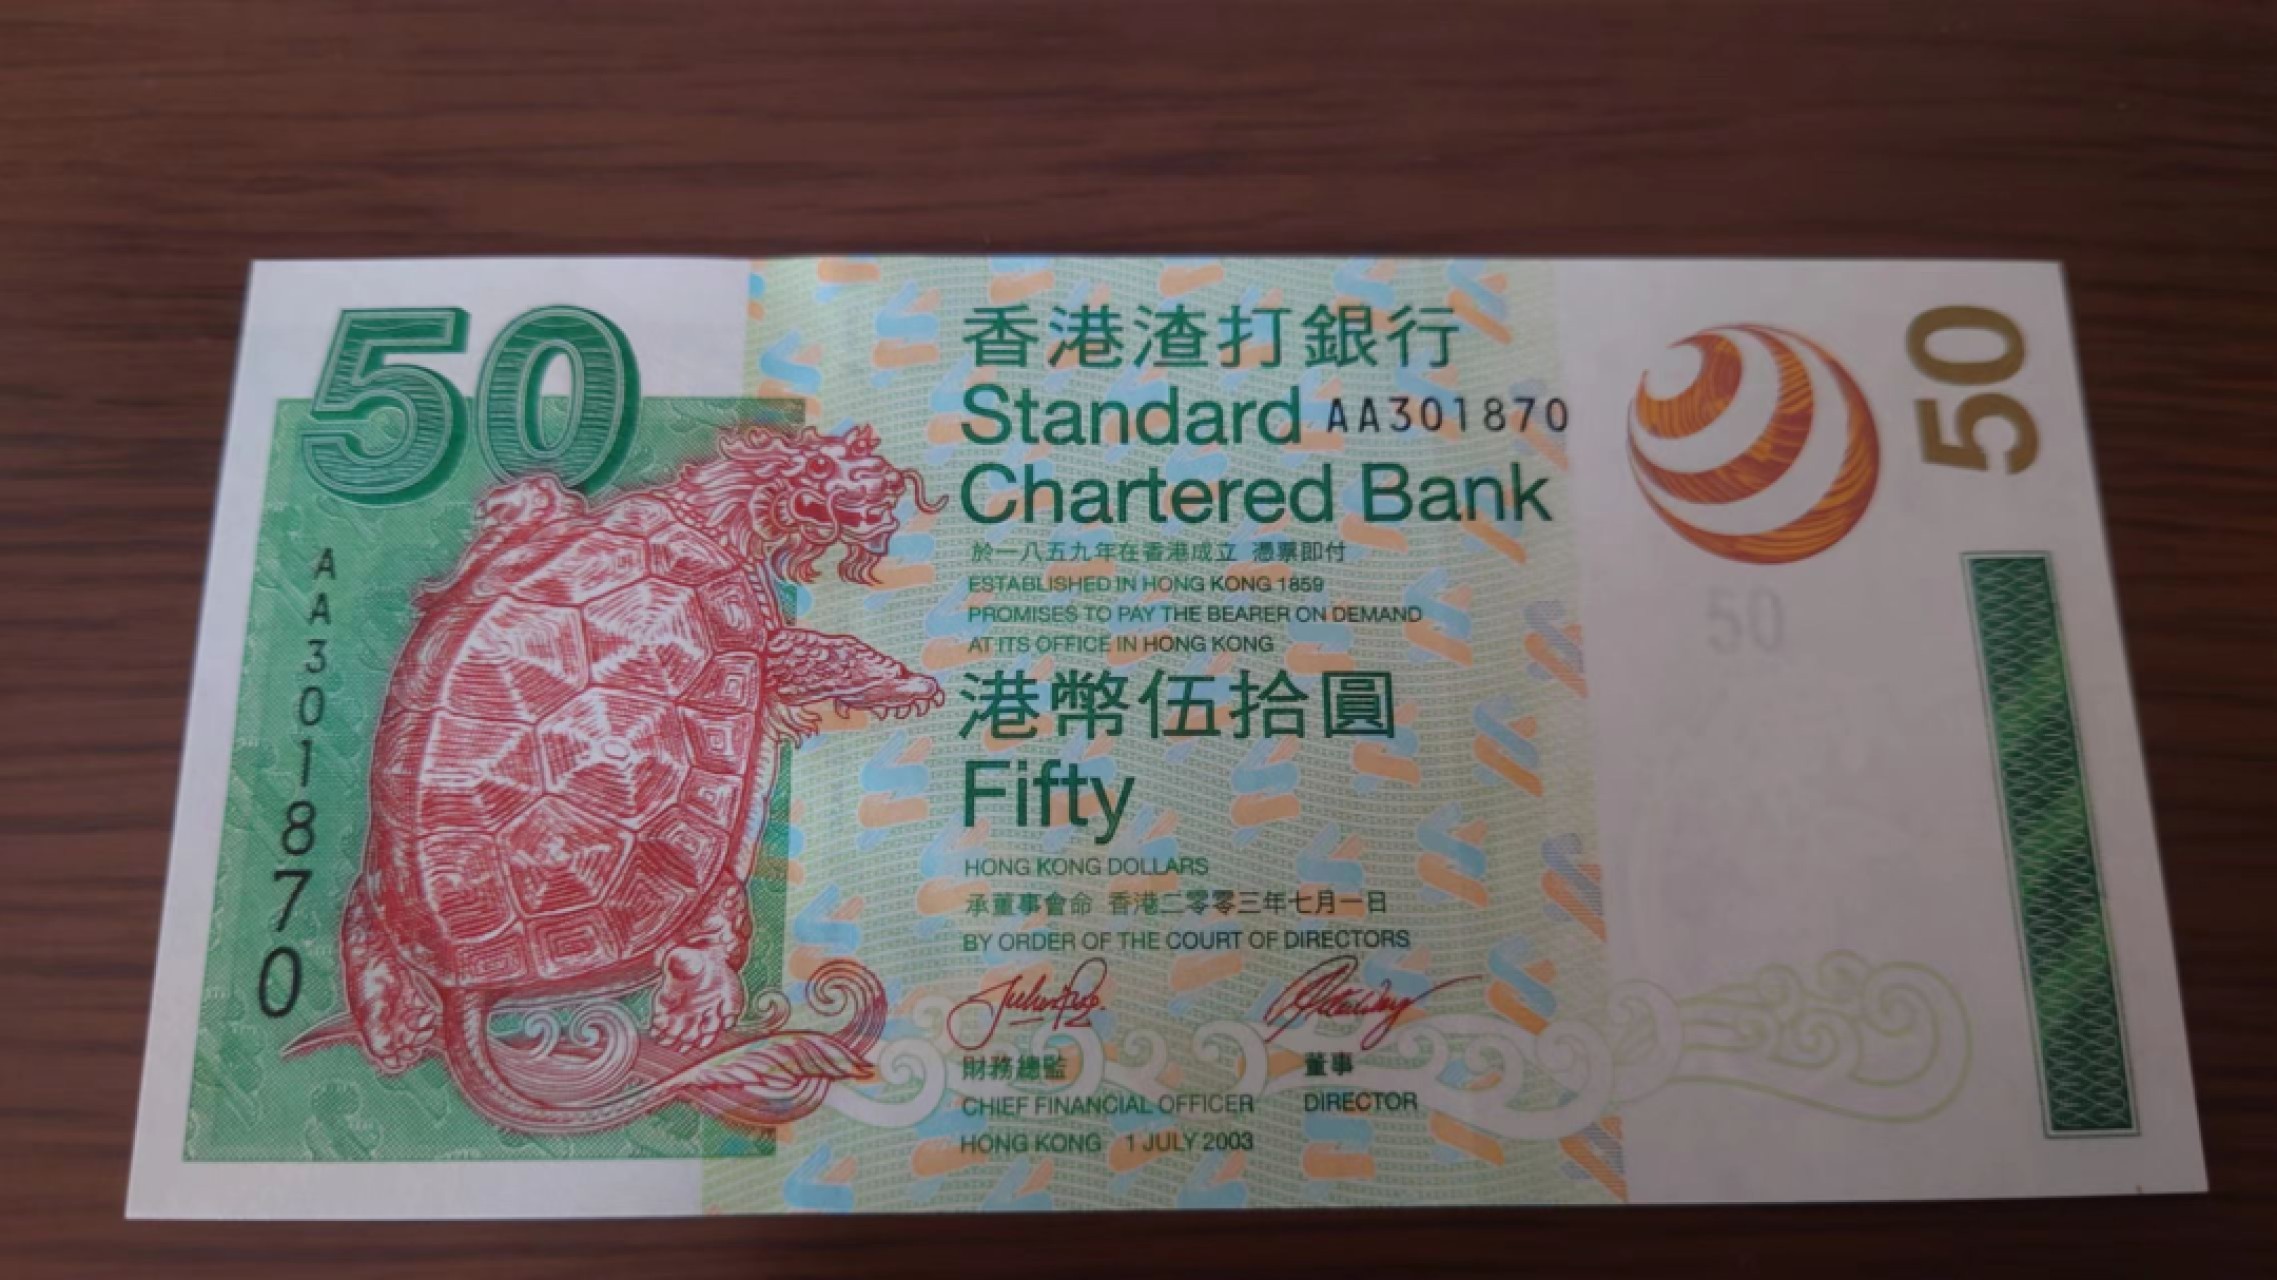 50
AA301870
香港渣打銀行
Standard AA301870
Chartered Bank
於一八五九年在香港成立 憑票即付
ESTABLISHED IN HONG KONG 1859
PROMISES TO PAY THE BEARER ON DEMAND
AT ITS OFFICE IN HONG KONG
港幣伍拾圓
Fifty
HONG KONG DOLLARS
承董事會命 香港二零零三年七月一日
BY ORDER OF THE COURT OF DIRECTORS
財務總監 董事
CHIEF FINANCIAL OFFICER DIRECTOR
HONG KONG 1 JULY 2003
50
50